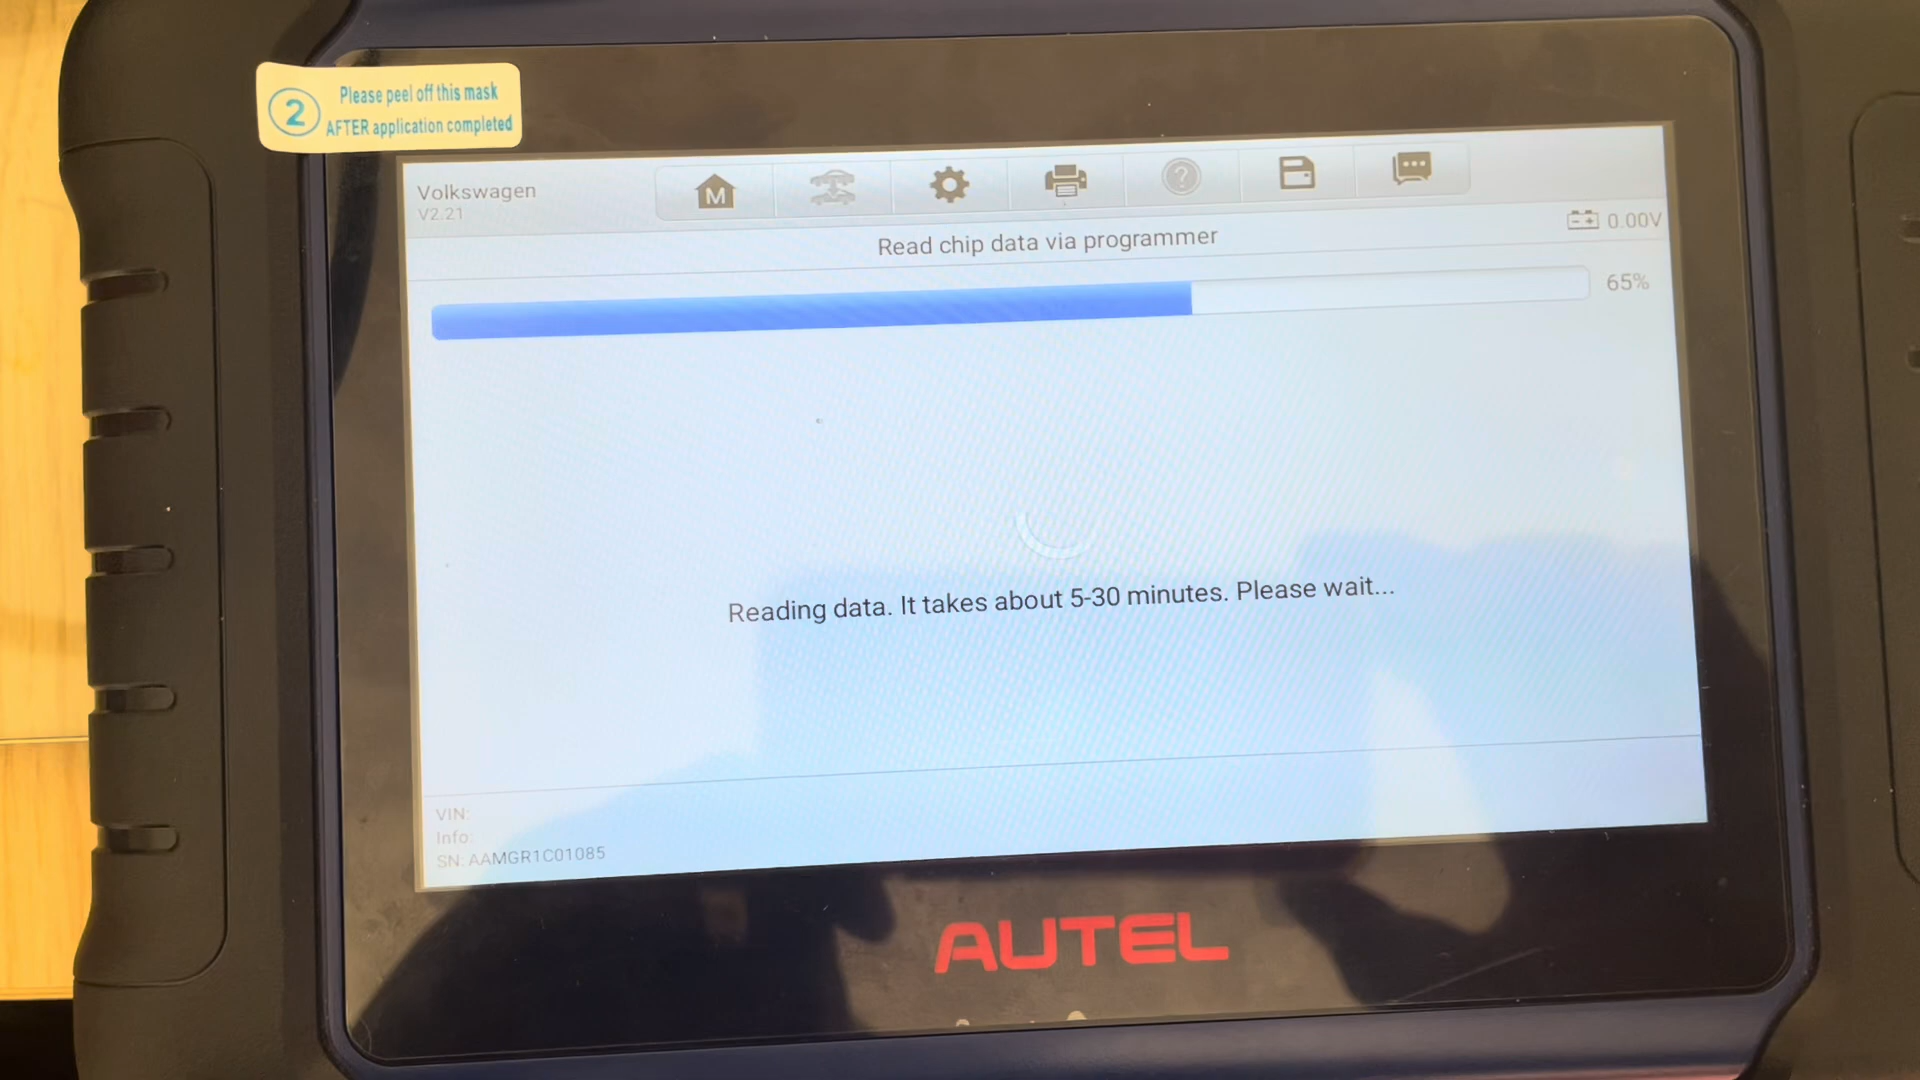 2
Please peel off this mask
AFTER application completed
Volkswagen
V2.21
M
?
0.00V
Read chip data via programmer
65%
Reading data. It takes about 5-30 minutes. Please wait...
VIN:
Info:
SN: AAMGR1C01085
AUTEL